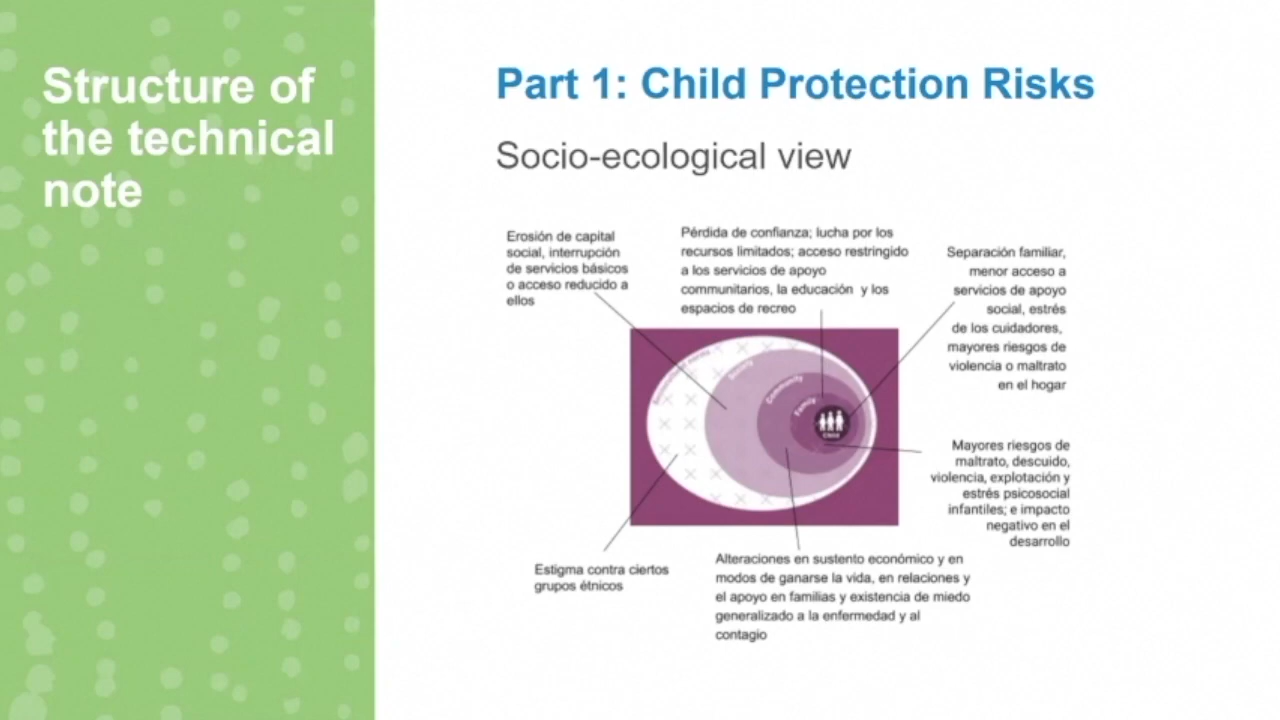 Structure of
the technical
note
Part 1: Child Protection Risks
Socio-ecological view
Erosión de capital
social, interrupción
de servicios básicos
o acceso reducido a
ellos
Pérdida de confianza; lucha por los
recursos limitados; acceso restringido
a los servicios de apoyo
communitarios, la educación y los
espacios de recreo
Separación familiar,
menor acceso a
servicios de apoyo
social, estrés
de los cuidadores,
mayores riesgos de
violencia o maltrato
en el hogar
Society
Community
Family
Child
Mayores riesgos de
maltrato, descuido,
violencia, explotación y
estrés psicosocial
infantiles; e impacto
negativo en el
desarrollo
Estigma contra ciertos
grupos étnicos
Alteraciones en sustento económico y en
modos de ganarse la vida, en relaciones y
el apoyo en familias y existencia de miedo
generalizado a la enfermedad y al
contagio